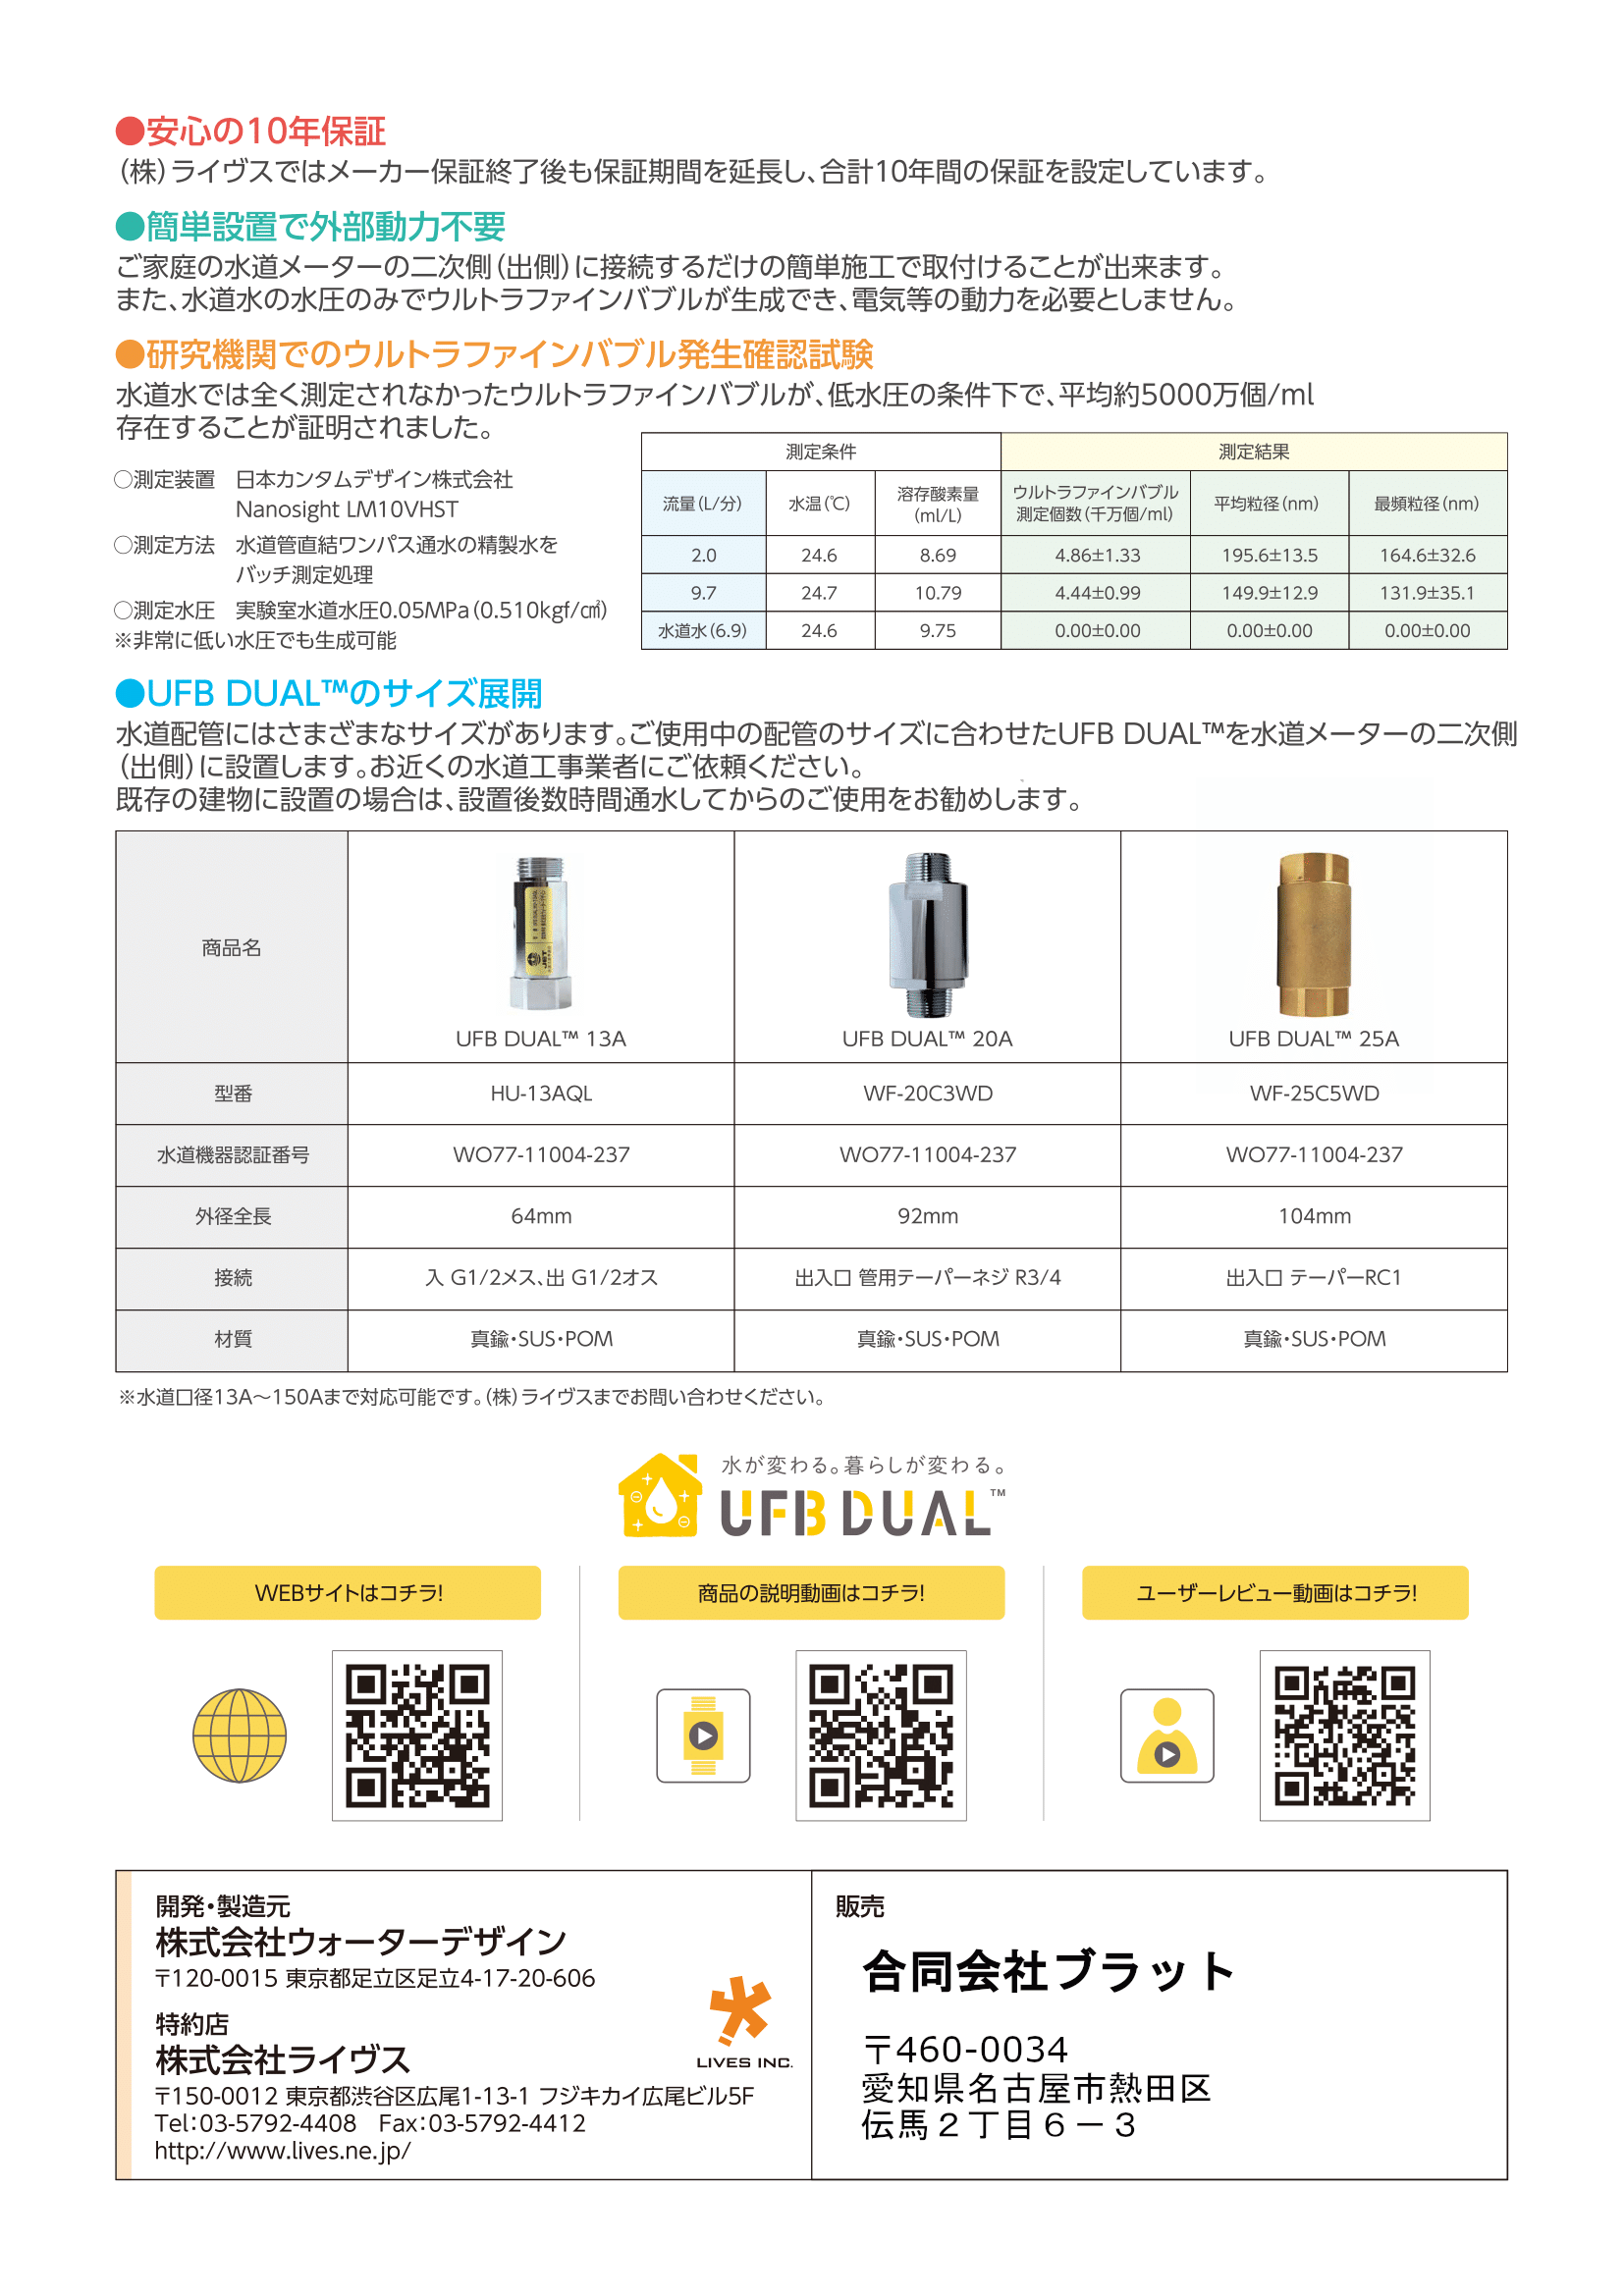 ●安心の10年保証
（株）ライヴスではメーカー保証終了後も保証期間を延長し、合計10年間の保証を設定しています。
●簡単設置で外部動力不要
ご家庭の水道メーターの二次側（出側）に接続するだけの簡単施工で取付けることが出来ます。
また、水道水の水圧のみでウルトラファインバブルが生成でき、電気等の動力を必要としません。
●研究機関でのウルトラファインバブル発生確認試験
水道水では全く測定されなかったウルトラファインバブルが、低水圧の条件下で、平均約5000万個/ml
存在することが証明されました。
○測定装置　日本カンタムデザイン株式会社
Nanosight LM10VHST
○測定方法　水道管直結ワンパス通水の精製水を
バッチ測定処理
○測定水圧　実験室水道水圧0.05MPa（0.510kgf/㎠）
※非常に低い水圧でも生成可能
測定条件　測定結果
流量（L/分）　水温（℃）　溶存酸素量（ml/L）　ウルトラファインバブル測定個数（千万個/ml）　平均粒径（nm）　最頻粒径（nm）
2.0　24.6　8.69　4.86±1.33　195.6±13.5　164.6±32.6
9.7　24.7　10.79　4.44±0.99　149.9±12.9　131.9±35.1
水道水（6.9）　24.6　9.75　0.00±0.00　0.00±0.00　0.00±0.00
●UFB DUAL™のサイズ展開
水道配管にはさまざまなサイズがあります。ご使用中の配管のサイズに合わせたUFB DUAL™を水道メーターの二次側
（出側）に設置します。お近くの水道工事業者にご依頼ください。
既存の建物に設置の場合は、設置後数時間通水してからのご使用をお勧めします。
商品名　UFB DUAL™ 13A　UFB DUAL™ 20A　UFB DUAL™ 25A
型番　HU-13AQL　WF-20C3WD　WF-25C5WD
水道機器認証番号　WO77-11004-237　WO77-11004-237　WO77-11004-237
外径全長　64mm　92mm　104mm
接続　入 G1/2メス、出 G1/2オス　出入口 管用テーパーネジ R3/4　出入口 テーパーRC1
材質　真鍮・SUS・POM　真鍮・SUS・POM　真鍮・SUS・POM
※水道口径13A〜150Aまで対応可能です。（株）ライヴスまでお問い合わせください。
水が変わる。暮らしが変わる。
UFB DUAL™
WEBサイトはコチラ!
商品の説明動画はコチラ!
ユーザーレビュー動画はコチラ!
開発・製造元
株式会社ウォーターデザイン
〒120-0015 東京都足立区足立4-17-20-606
特約店
株式会社ライヴス
〒150-0012 東京都渋谷区広尾1-13-1 フジキカイ広尾ビル5F
Tel：03-5792-4408　Fax：03-5792-4412
http://www.lives.ne.jp/
LIVES INC.
販売
合同会社ブラット
〒460-0034
愛知県名古屋市熱田区
伝馬２丁目６－３